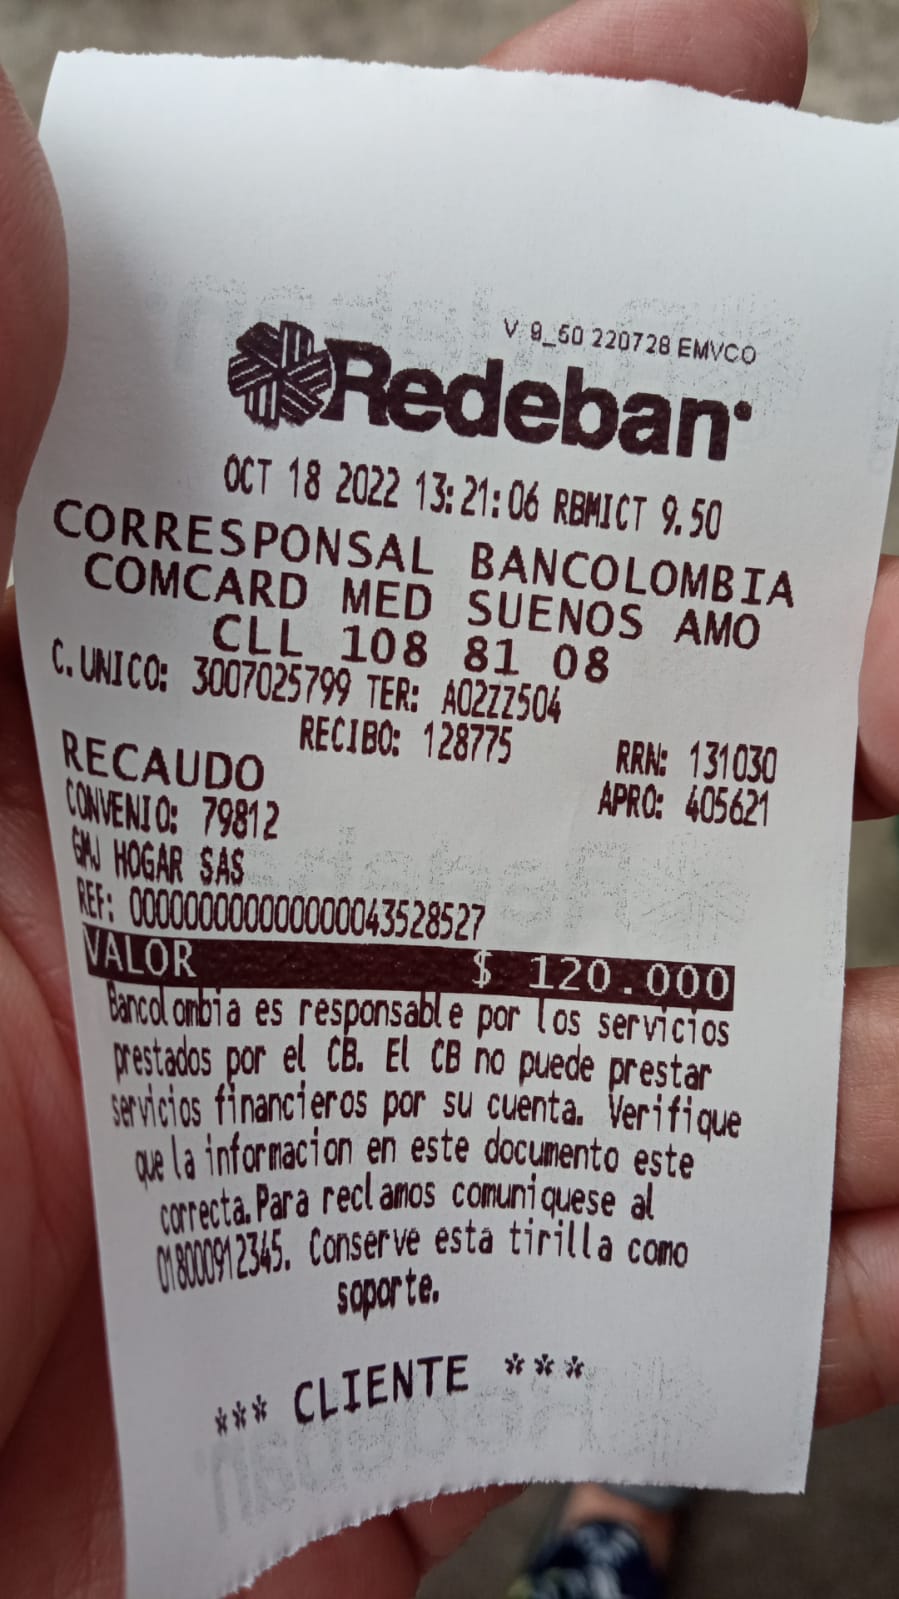 V 9_50 220728 EMVCO
Redeban
OCT 18 2022 13:21:06 RBMICT 9.50
CORRESPONSAL BANCOLOMBIA
COMCARD MED SUENOS AMO
CLL 108 81 08
C. UNICO: 3007025799 TER: A02ZZ504
RECIBO: 128775 RRN: 131030
RECAUDO APRO: 405621
CONVENIO: 79812
GMJ HOGAR SAS
REF: 000000000000000043528527
VALOR $ 120.000
Bancolombia es responsable por los servicios
prestados por el CB. El CB no puede prestar
servicios financieros por su cuenta. Verifique
que la informacion en este documento este
correcta.Para reclamos comuniquese al
018000912345. Conserve esta tirilla como
soporte.
*** CLIENTE ***